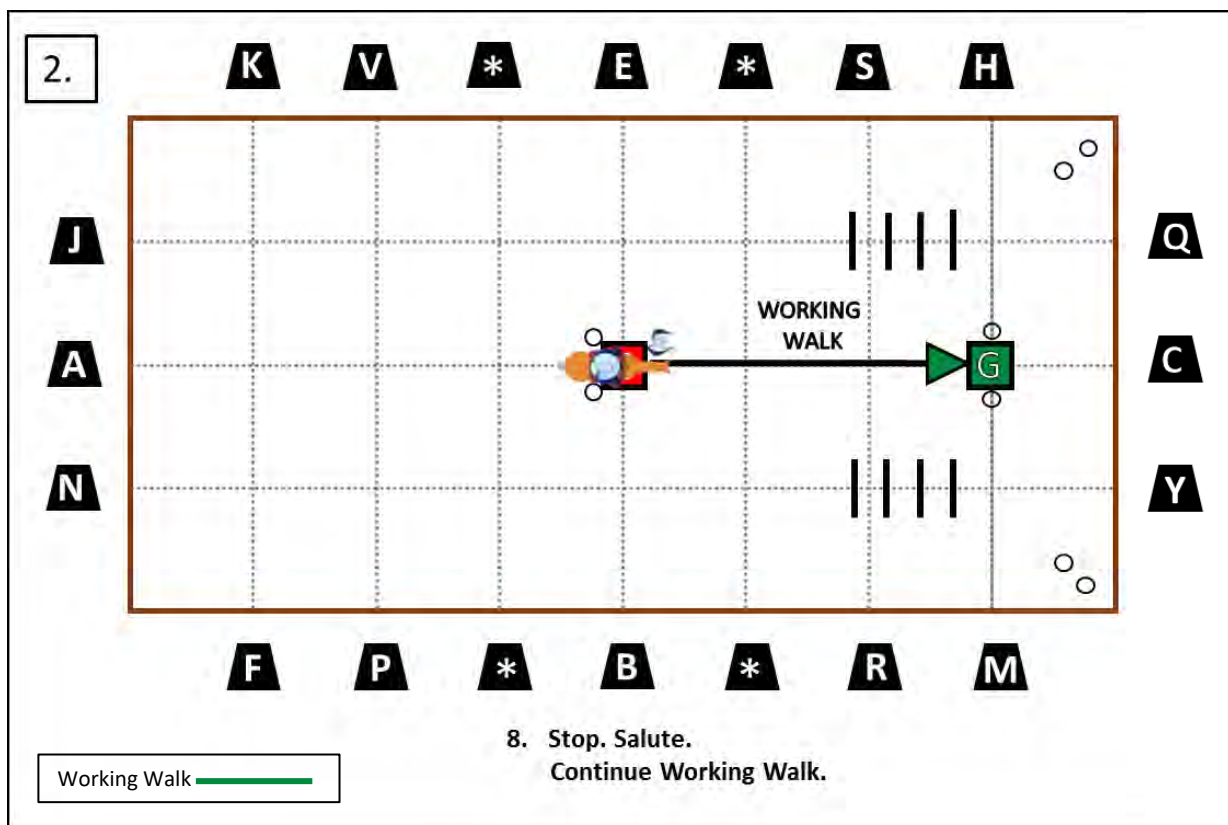 2.
K V * E * S H
J Q
WORKING
WALK
A G C
N Y
F P * B * R M
8. Stop. Salute.
Continue Working Walk.
Working Walk